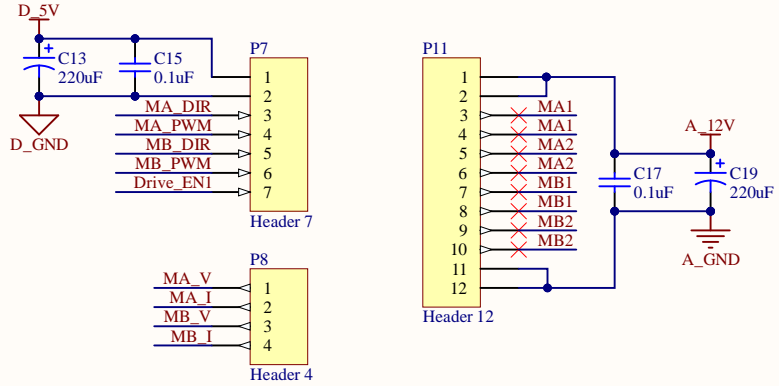 D_5V
C13
220uF
C15
0.1uF
D_GND
P7
1
2
MA_DIR 3
MA_PWM 4
MB_DIR 5
MB_PWM 6
Drive_EN1 7
Header 7
P8
MA_V 1
MA_I 2
MB_V 3
MB_I 4
Header 4
P11
1
2
3 MA1
4 MA1
5 MA2
6 MA2
7 MB1
8 MB1
9 MB2
10 MB2
11
12
Header 12
A_12V
C17
0.1uF
C19
220uF
A_GND